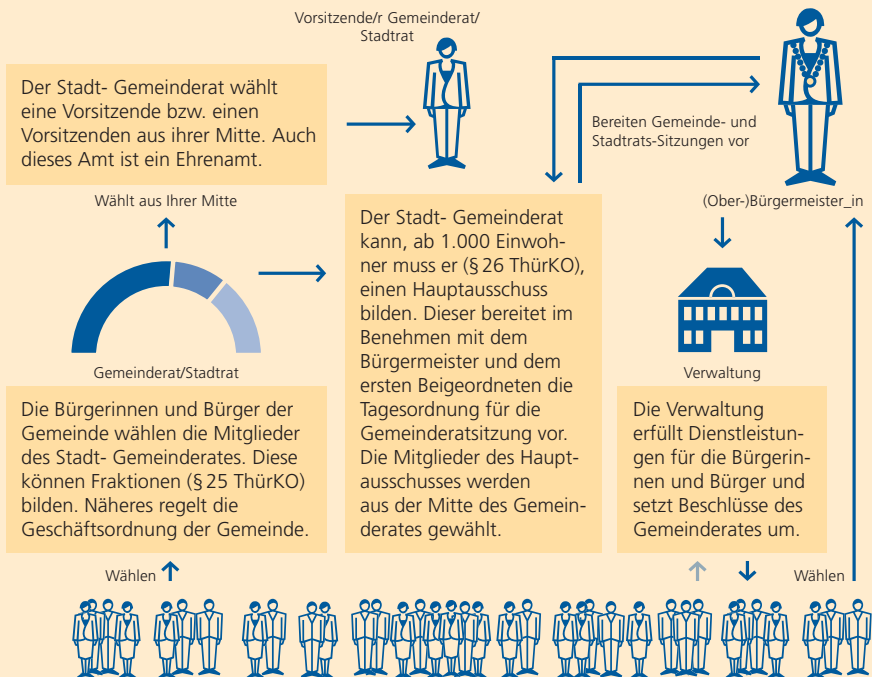 Vorsitzende/r Gemeinderat/
Stadtrat
Der Stadt- Gemeinderat wählt
eine Vorsitzende bzw. einen
Vorsitzenden aus ihrer Mitte. Auch
dieses Amt ist ein Ehrenamt.
Bereiten Gemeinde- und
Stadtrats-Sitzungen vor
Wählt aus Ihrer Mitte
(Ober-)Bürgermeister_in
Der Stadt- Gemeinderat
kann, ab 1.000 Einwoh-
ner muss er (§ 26 ThürKO),
einen Hauptausschuss
bilden. Dieser bereitet im
Benehmen mit dem
Bürgermeister und dem
ersten Beigeordneten die
Tagesordnung für die
Gemeinderatsitzung vor.
Die Mitglieder des Haupt-
ausschusses werden
aus der Mitte des Gemein-
derates gewählt.
Gemeinderat/Stadtrat
Die Bürgerinnen und Bürger der
Gemeinde wählen die Mitglieder
des Stadt- Gemeinderates. Diese
können Fraktionen (§ 25 ThürKO)
bilden. Näheres regelt die
Geschäftsordnung der Gemeinde.
Verwaltung
Die Verwaltung
erfüllt Dienstleistun-
gen für die Bürgerin-
nen und Bürger und
setzt Beschlüsse des
Gemeinderates um.
Wählen
Wählen